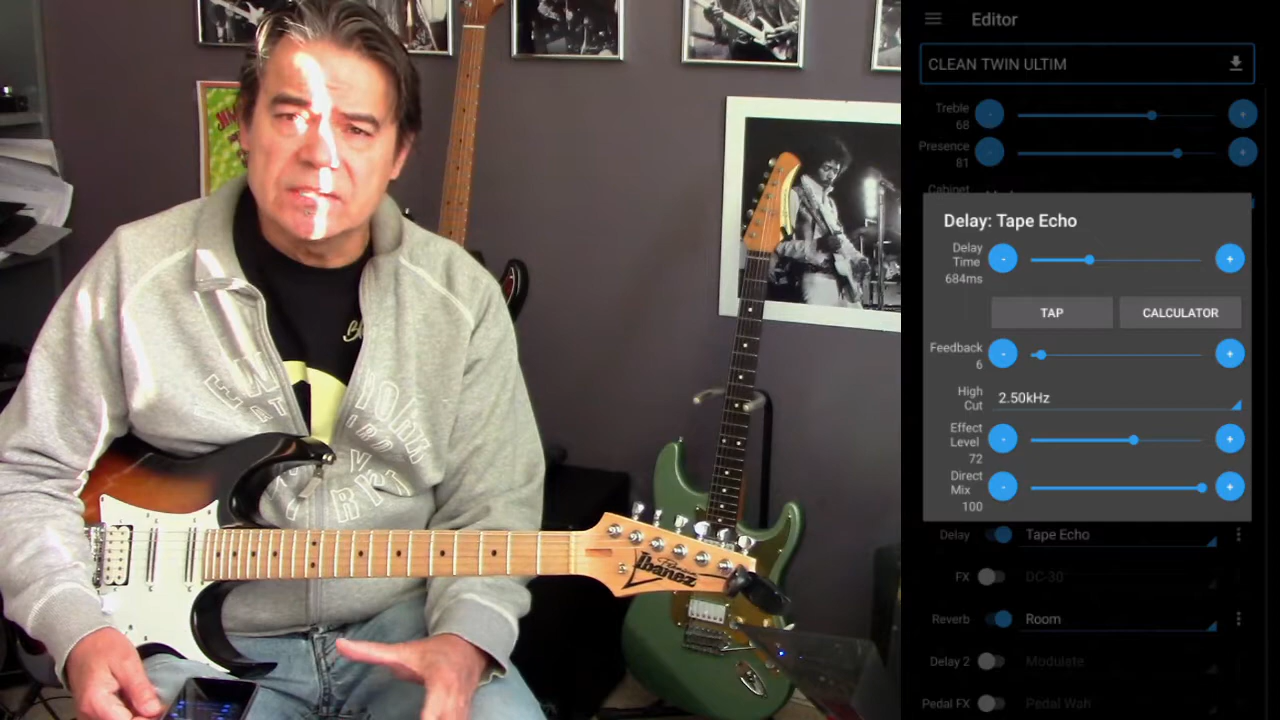 Editor
CLEAN TWIN ULTIM
Treble
68
Presence
81
Delay: Tape Echo
Delay
Time
684ms
TAP
CALCULATOR
Feedback
6
High
Cut
2.50kHz
Effect
Level
72
Direct
Mix
100
Delay
Tape Echo
FX
DC-30
Reverb
Room
Delay 2
Modulate
Pedal FX
Pedal Wah
Ibanez